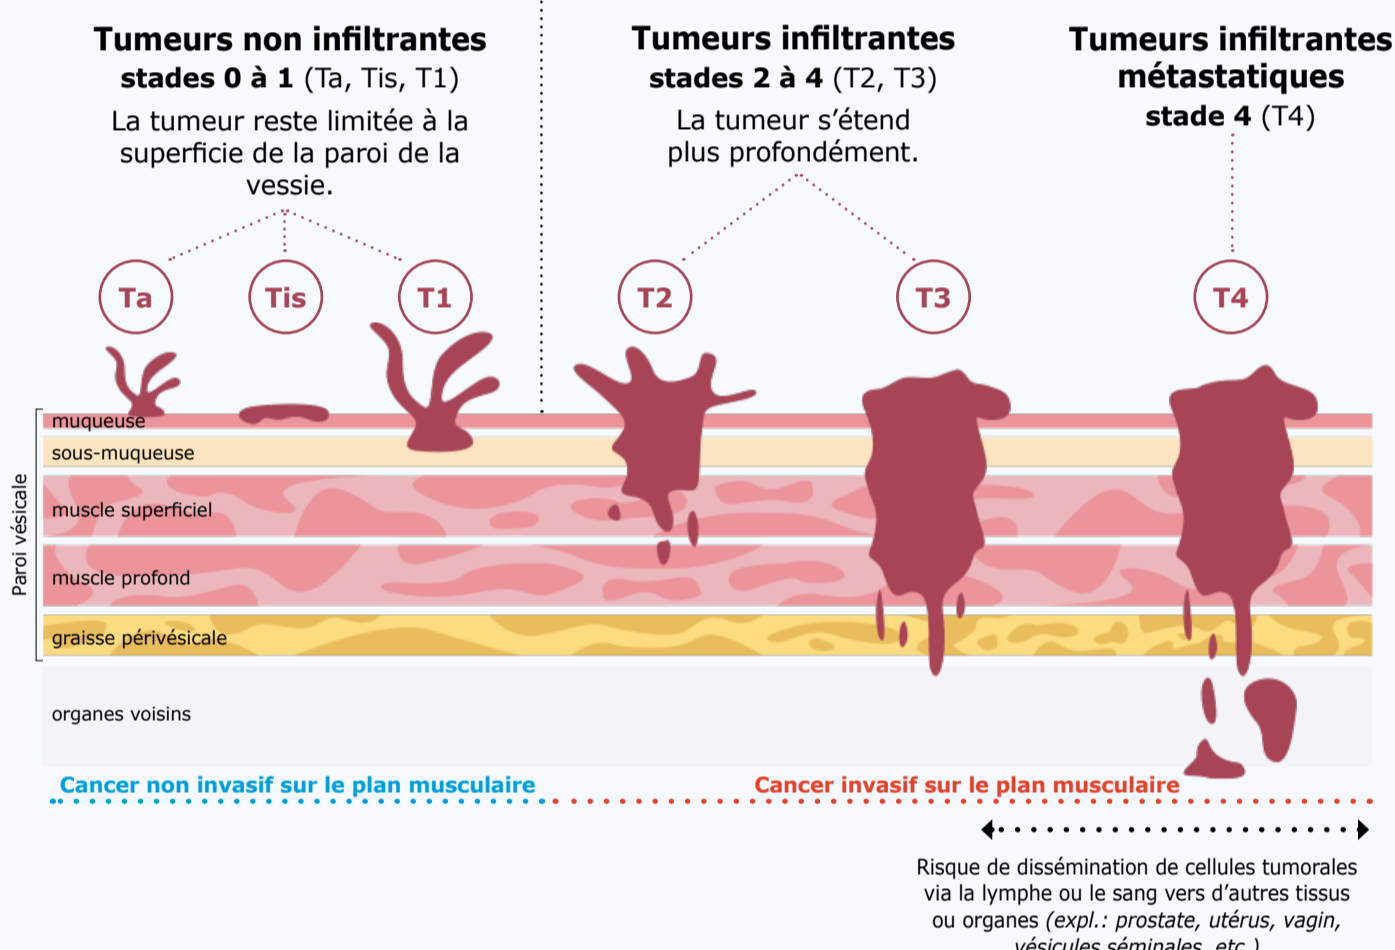 Tumeurs non infiltrantes
stades 0 à 1 (Ta, Tis, T1)
La tumeur reste limitée à la
superficie de la paroi de la
vessie.
Tumeurs infiltrantes
stades 2 à 4 (T2, T3)
La tumeur s’étend
plus profondément.
Tumeurs infiltrantes
métastatiques
stade 4 (T4)
Ta
Tis
T1
T2
T3
T4
Paroi vésicale
muqueuse
sous-muqueuse
muscle superficiel
muscle profond
graisse périvésicale
organes voisins
Cancer non invasif sur le plan musculaire
Cancer invasif sur le plan musculaire
Risque de dissémination de cellules tumorales
via la lymphe ou le sang vers d’autres tissus
ou organes (expl.: prostate, utérus, vagin,
vésicules séminales, etc.)